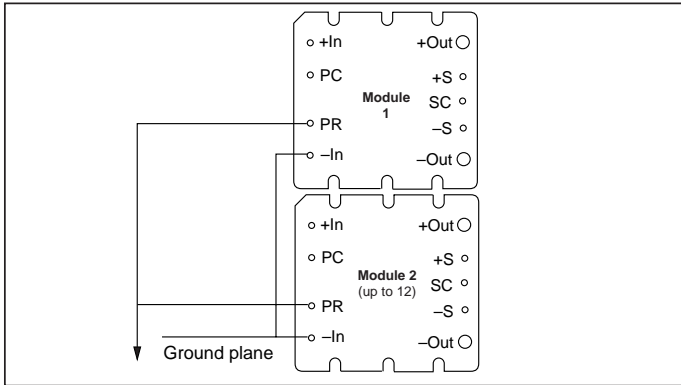 +In +Out
PC +S
Module
1
SC
PR –S
–In –Out
+In +Out
PC +S
Module 2
(up to 12)
SC
PR –S
–In –Out
Ground plane